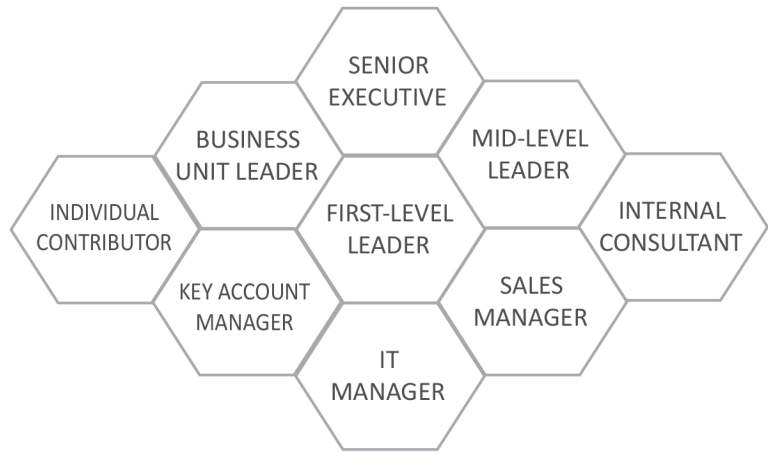 SENIOR
EXECUTIVE
BUSINESS
UNIT LEADER
MID-LEVEL
LEADER
INDIVIDUAL
CONTRIBUTOR
FIRST-LEVEL
LEADER
INTERNAL
CONSULTANT
KEY ACCOUNT
MANAGER
SALES
MANAGER
IT
MANAGER